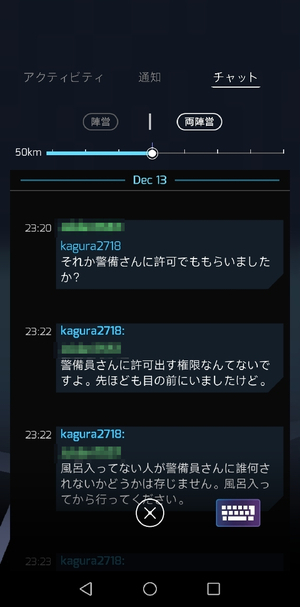 アクティビティ 通知 チャット
陣営 両陣営
50km
Dec 13
23:20
kagura2718
それか警備さんに許可でももらいました
か?
23:22 kagura2718:
警備員さんに許可出す権限なんてないで
すよ。先ほども目の前にいましたけど。
23:22 kagura2718:
風呂入ってない人が警備員さんに誰何さ
れないかどうかは存じません。風呂入っ
てから行ってください。
23:23 kagura2718: